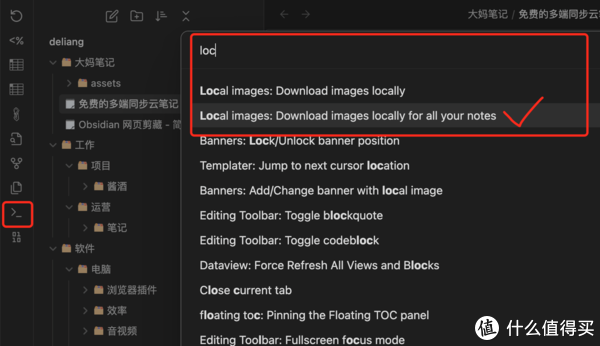 大妈笔记 / 免费的多端同步云笔记
deliang
大妈笔记
assets
免费的多端同步云笔记
Obsidian 网页剪藏 - 简
工作
项目
酱酒
运营
笔记
软件
电脑
浏览器插件
效率
音视频
<%
>_
loc
Local images: Download images locally
Local images: Download images locally for all your notes
Banners: Lock/Unlock banner position
Templater: Jump to next cursor location
Banners: Add/Change banner with local image
Editing Toolbar: Toggle blockquote
Editing Toolbar: Toggle codeblock
Dataview: Force Refresh All Views and Blocks
Close current tab
floating toc: Pinning the Floating TOC panel
Editing Toolbar: Fullscreen focus mode
值 什么值得买